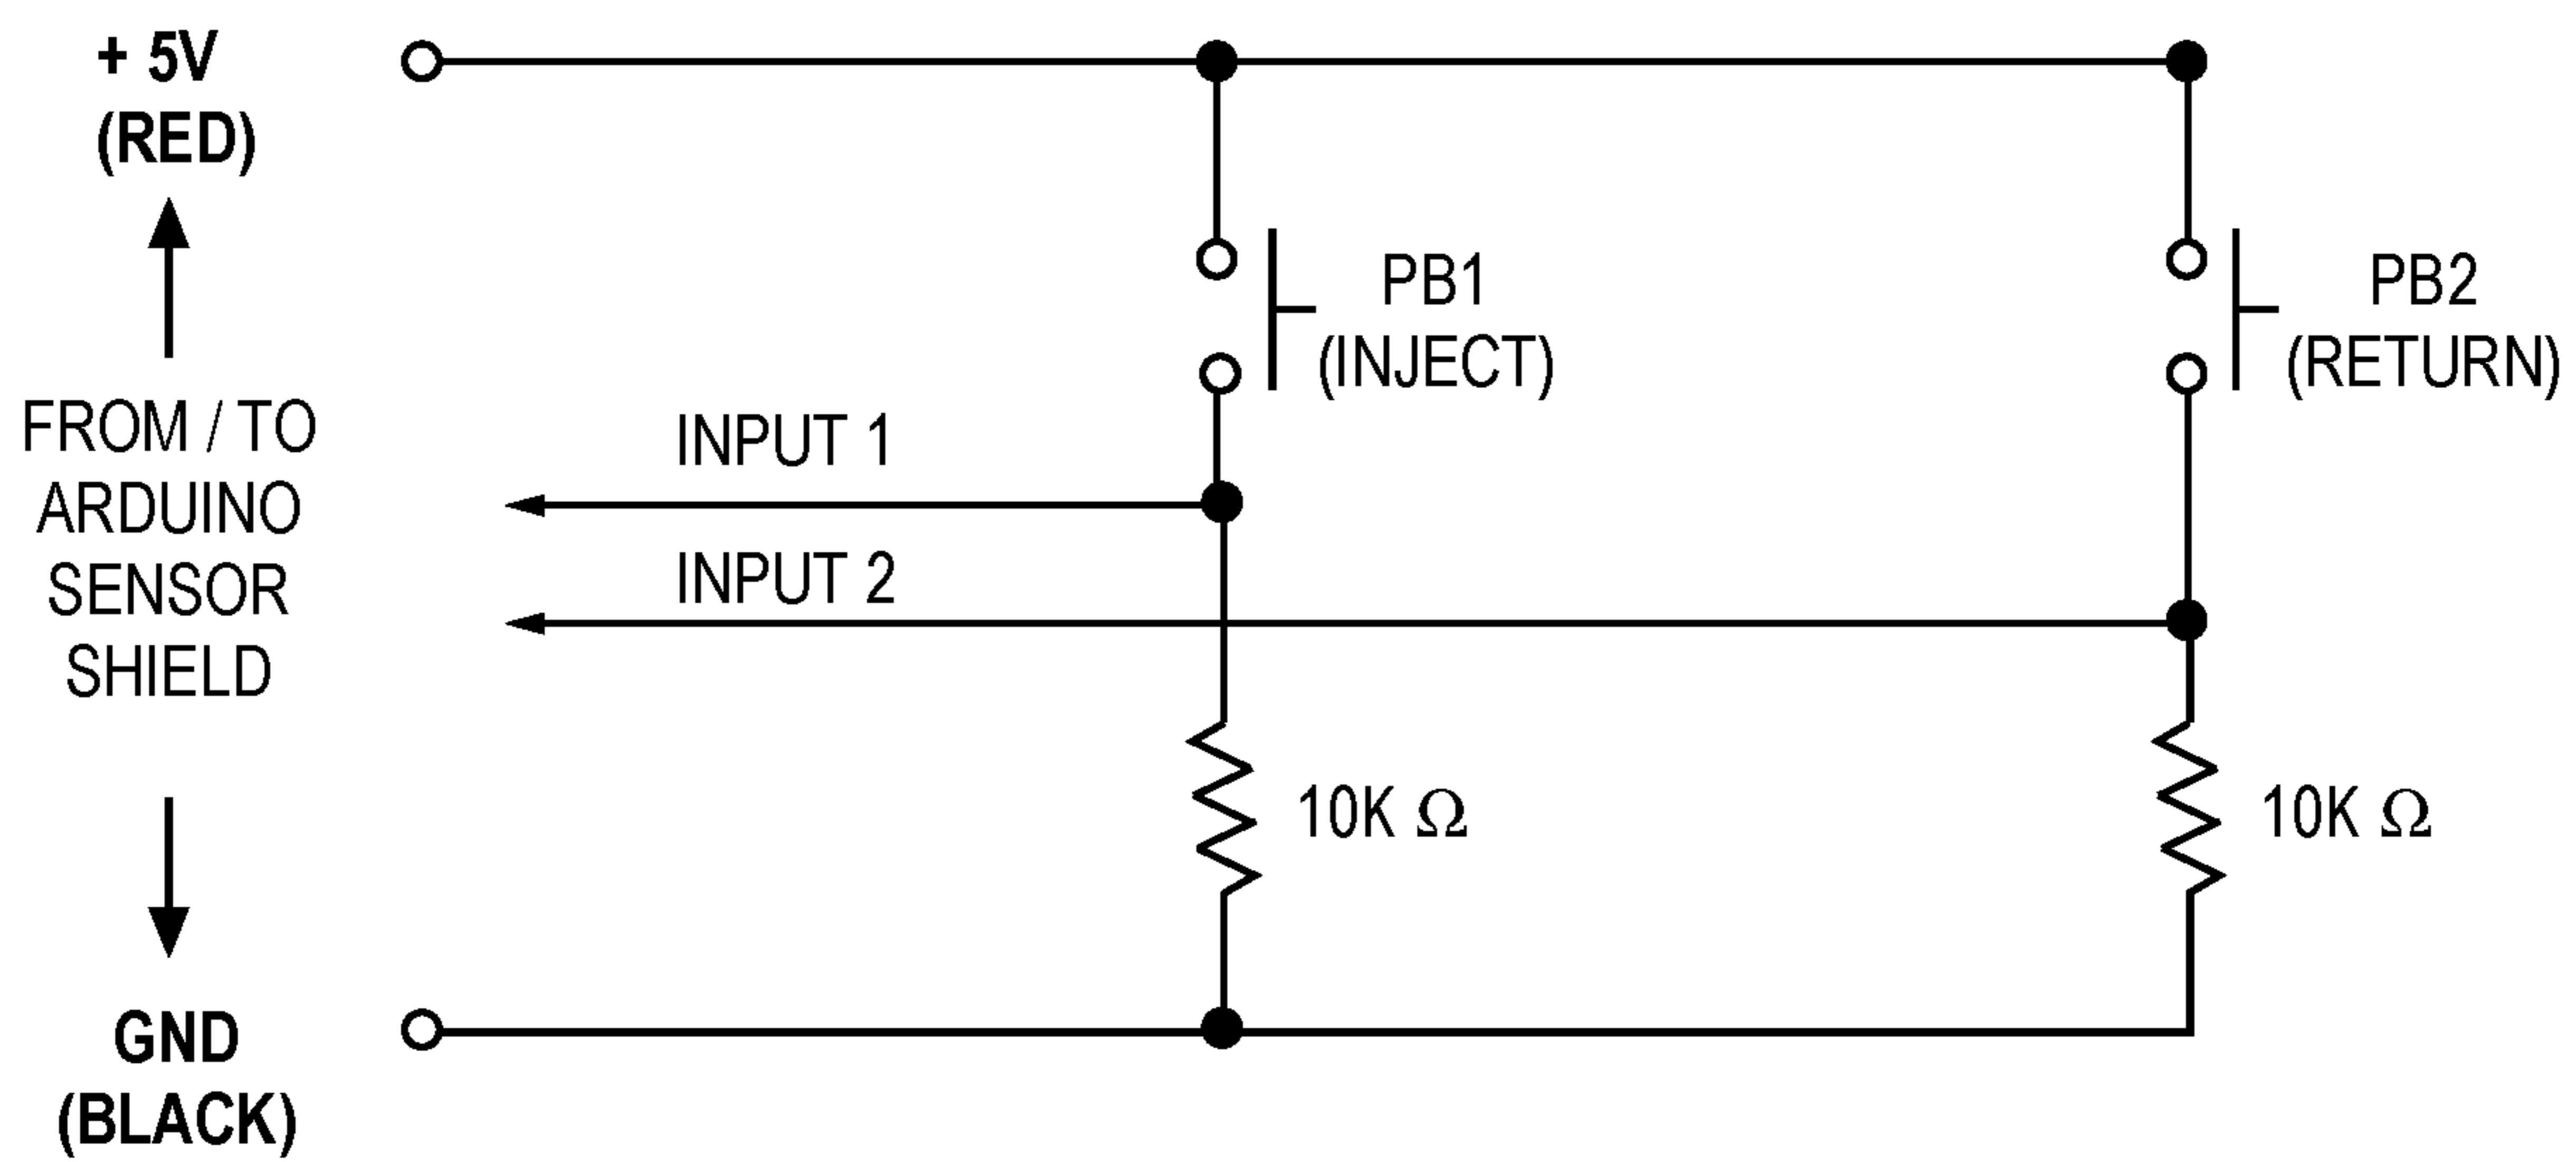 + 5V
(RED)
FROM / TO
ARDUINO
SENSOR
SHIELD
GND
(BLACK)
INPUT 1
INPUT 2
PB1
(INJECT)
PB2
(RETURN)
10K Ω
10K Ω